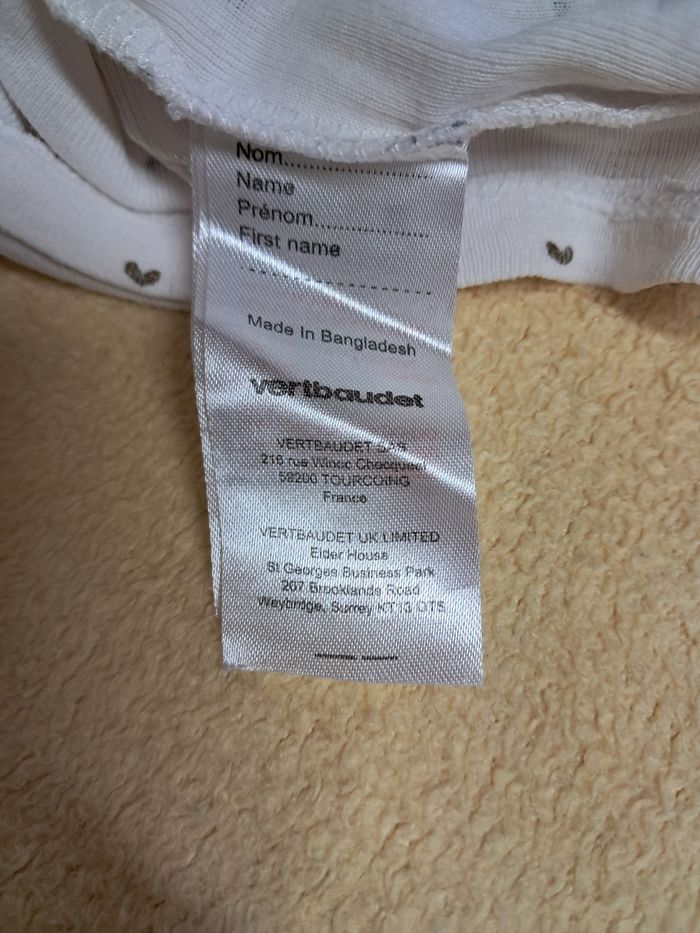 Nom..............................
Name
Prénom......................
First name
- - - - - - - - - - - - - - - - - - - - - -
Made In Bangladesh
vertbaudet
VERTBAUDET SAS
216 rue Winoc Chocqueel
59200 TOURCOING
France
VERTBAUDET UK LIMITED
Elder House
St Georges Business Park
207 Brooklands Road
Weybridge, Surrey KT13 OTS